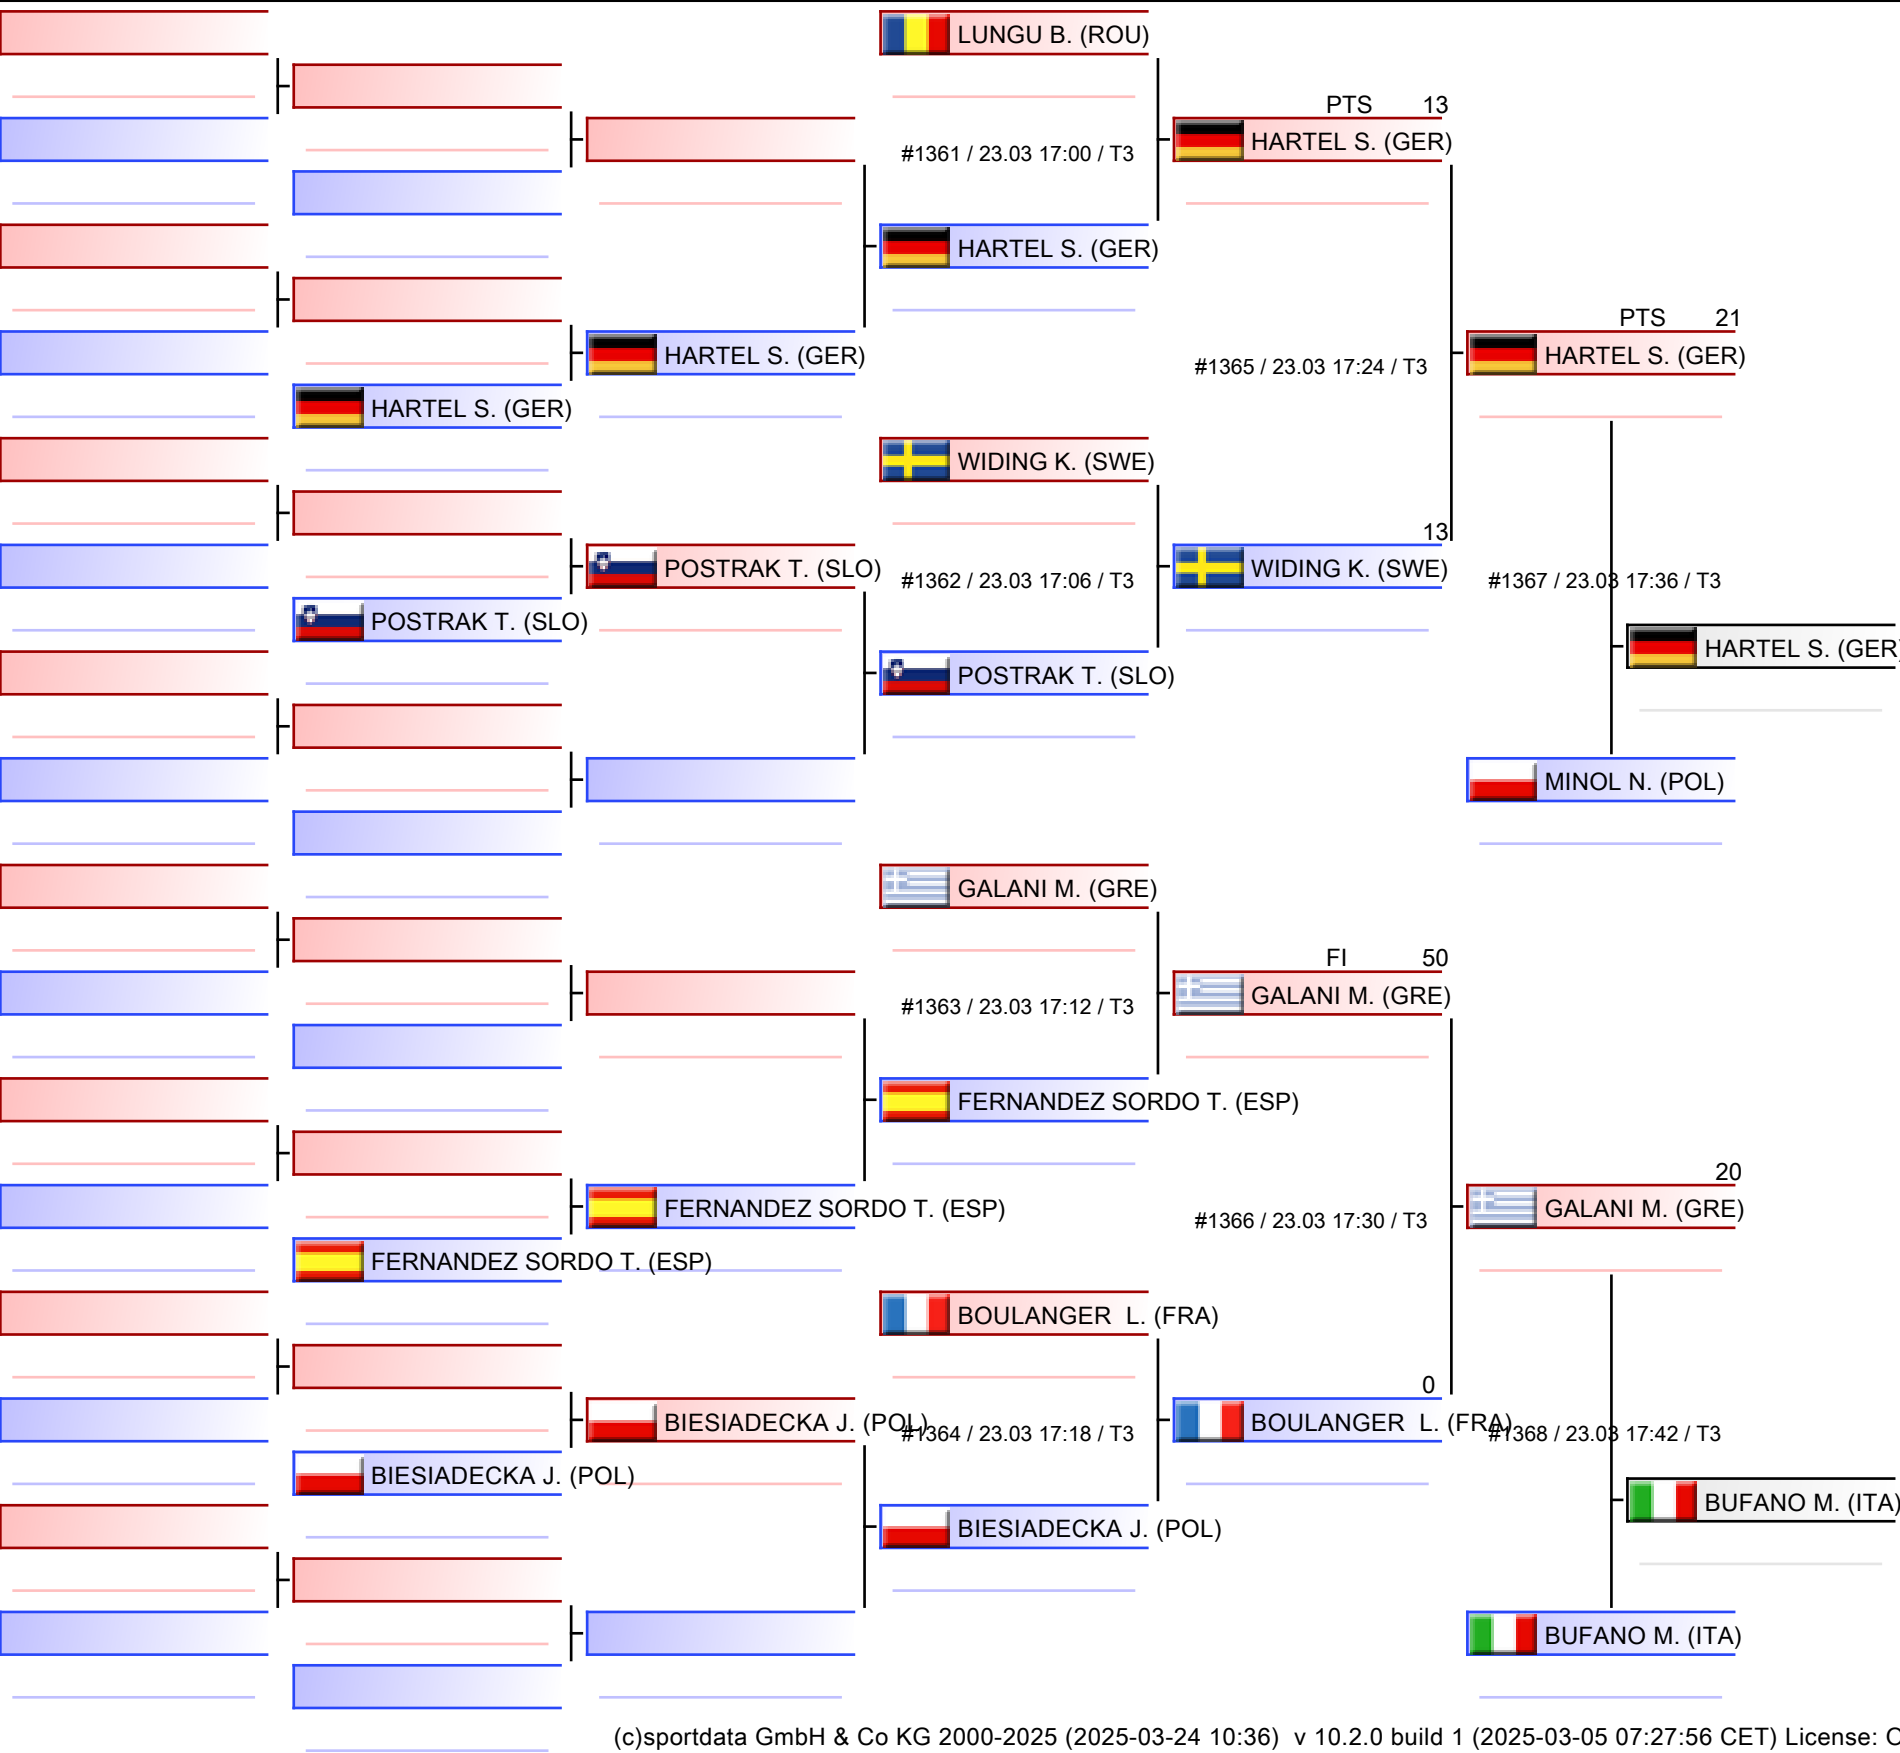 LUNGU B. (ROU)
PTS 13
HARTEL S. (GER)
#1361 / 23.03 17:00 / T3
HARTEL S. (GER)
PTS 21
HARTEL S. (GER)
HARTEL S. (GER)
#1365 / 23.03 17:24 / T3
HARTEL S. (GER)
WIDING K. (SWE)
13
POSTRAK T. (SLO)
#1362 / 23.03 17:06 / T3
WIDING K. (SWE)
#1367 / 23.03 17:36 / T3
POSTRAK T. (SLO)
HARTEL S. (GER)
POSTRAK T. (SLO)
MINOL N. (POL)
GALANI M. (GRE)
FI 50
GALANI M. (GRE)
#1363 / 23.03 17:12 / T3
FERNANDEZ SORDO T. (ESP)
20
FERNANDEZ SORDO T. (ESP)
GALANI M. (GRE)
#1366 / 23.03 17:30 / T3
FERNANDEZ SORDO T. (ESP)
BOULANGER  L. (FRA)
0
BIESIADECKA J. (POL)
#1364 / 23.03 17:18 / T3
BOULANGER  L. (FRA)
#1368 / 23.03 17:42 / T3
BIESIADECKA J. (POL)
BUFANO M. (ITA)
BIESIADECKA J. (POL)
BUFANO M. (ITA)
(c)sportdata GmbH & Co KG 2000-2025 (2025-03-24 10:36)  v 10.2.0 build 1 (2025-03-05 07:27:56 CET) License: